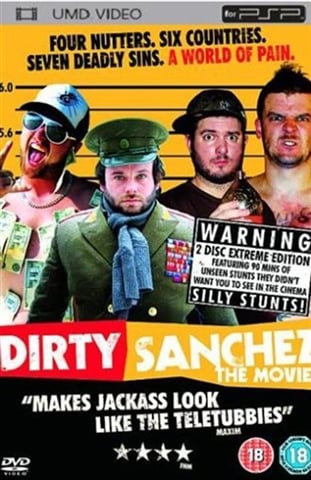 UMD VIDEO for PSP
FOUR NUTTERS. SIX COUNTRIES.
SEVEN DEADLY SINS. A WORLD OF PAIN.
6.0
5.6
WARNING
2 DISC EXTREME EDITION
FEATURING 90 MINS OF
UNSEEN STUNTS THEY DIDN'T
WANT YOU TO SEE IN THE CINEMA
SILLY STUNTS!
DIRTY SANCHEZ
THE MOVIE
"MAKES JACKASS LOOK
LIKE THE TELETUBBIES"
MAXIM
FHM
DVD
VIDEO
18 18